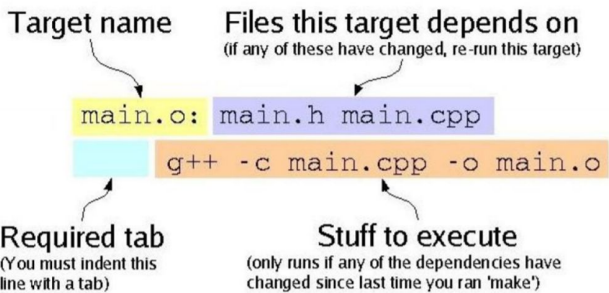 Target name
Files this target depends on
(if any of these have changed, re-run this target)
main.o: main.h main.cpp
g++ -c main.cpp -o main.o
Required tab
(You must indent this
line with a tab)
Stuff to execute
(only runs if any of the dependencies have
changed since last time you ran 'make')